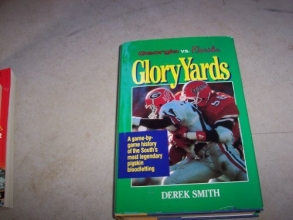 Georgia vs. Florida
Glory Yards
A game-by-
game history
of the South's
most legendary
pigskin
bloodletting
DEREK SMITH